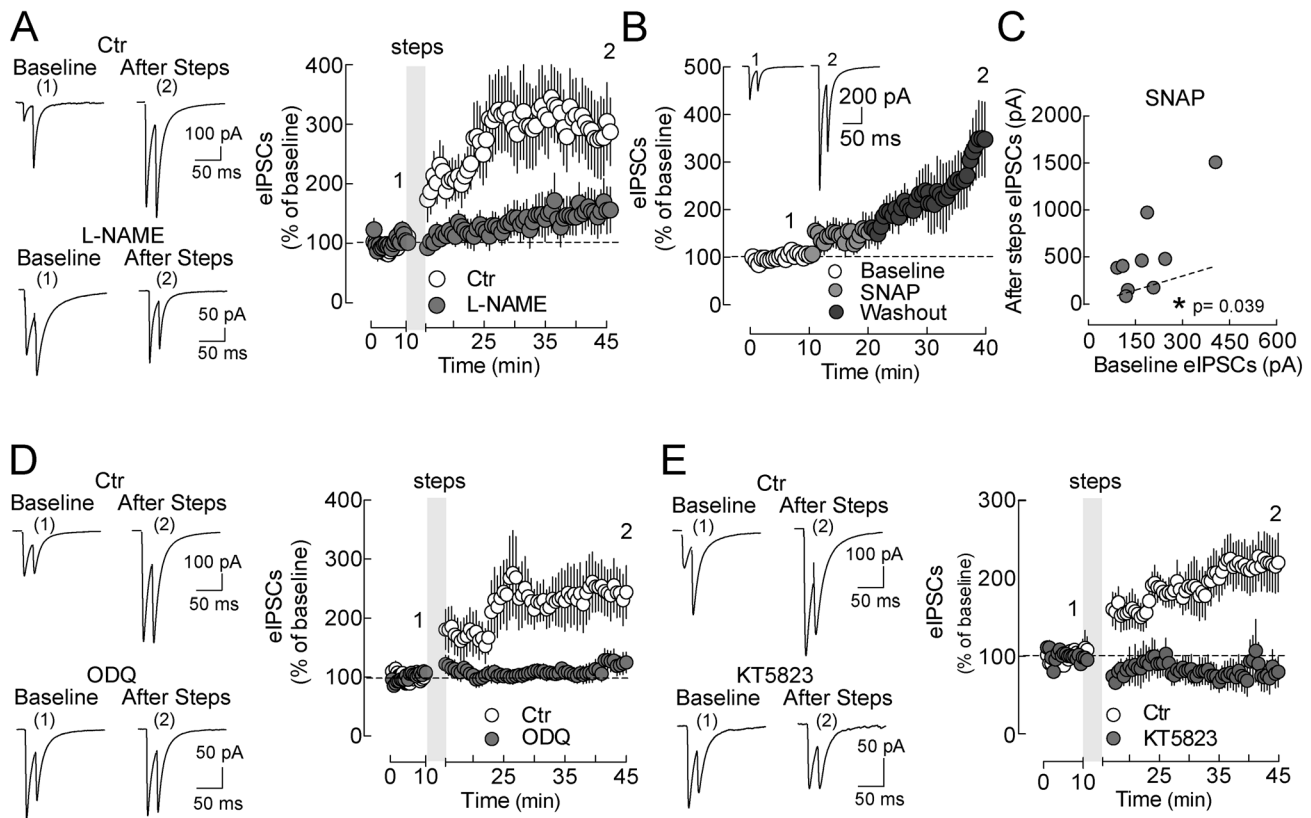 A
Ctr
Baseline After Steps
(1) (2)
100 pA
50 ms
L-NAME
Baseline After Steps
(1) (2)
50 pA
50 ms
steps
eIPSCs
(% of baseline)
400
300
200
100
0
1
2
Ctr
L-NAME
0 10 25 35 45
Time (min)
B
eIPSCs
(% of baseline)
500
400
300
200
100
0
1 2
200 pA
50 ms
1
2
Baseline
SNAP
Washout
0 10 20 30 40
Time (min)
C
SNAP
After steps eIPSCs (pA)
2000
1500
1000
500
0
* p= 0.039
0 150 300 450 600
Baseline eIPSCs (pA)
D
Ctr
Baseline After Steps
(1) (2)
100 pA
50 ms
ODQ
Baseline After Steps
(1) (2)
50 pA
50 ms
steps
eIPSCs
(% of baseline)
400
300
200
100
0
1
2
Ctr
ODQ
0 10 25 35 45
Time (min)
E
Ctr
Baseline After Steps
(1) (2)
100 pA
50 ms
KT5823
Baseline After Steps
(1) (2)
50 pA
50 ms
steps
eIPSCs
(% of baseline)
300
200
100
0
1
2
Ctr
KT5823
0 10 25 35 45
Time (min)